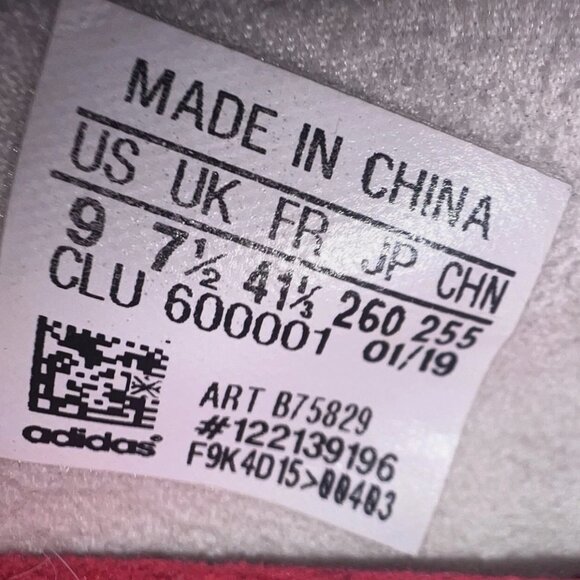 MADE IN CHINA
US UK FR JP CHN
9 7½ 41⅓ 260 255
CLU 600001 01/19
ART B75829
#122139196
F9K4D15>00403
adidas®